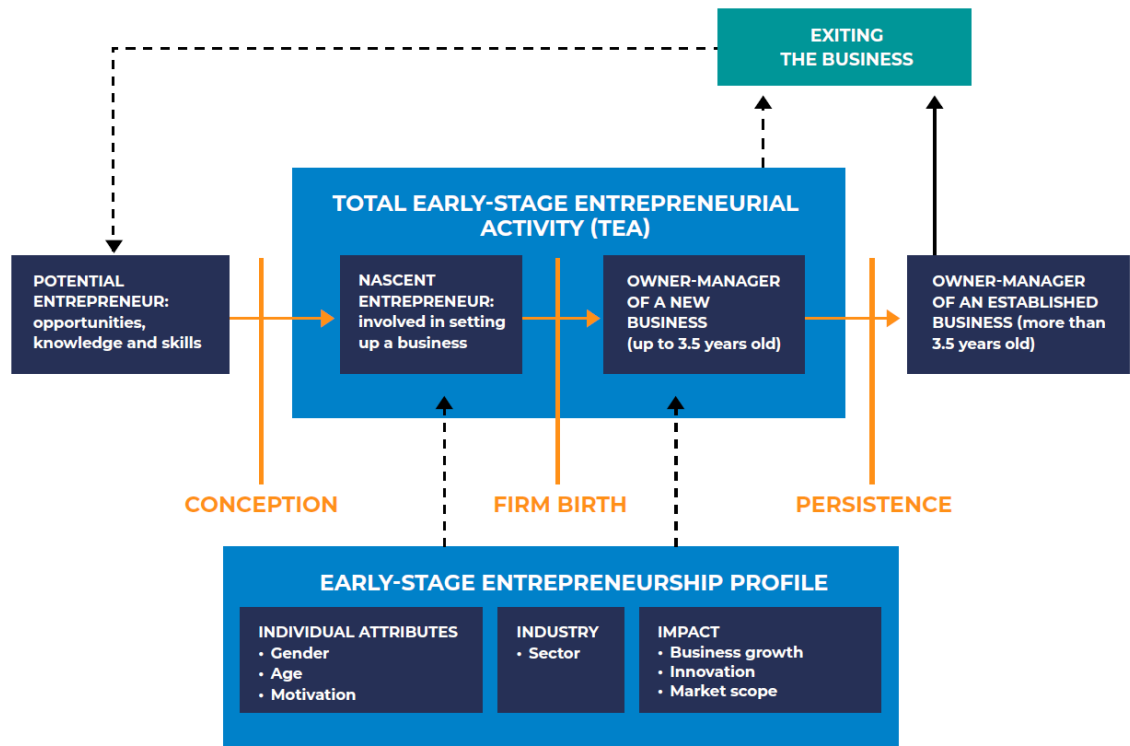 EXITING
THE BUSINESS
TOTAL EARLY-STAGE ENTREPRENEURIAL
ACTIVITY (TEA)
POTENTIAL
ENTREPRENEUR:
opportunities,
knowledge and skills
NASCENT
ENTREPRENEUR:
involved in setting
up a business
OWNER-MANAGER
OF A NEW
BUSINESS
(up to 3.5 years old)
OWNER-MANAGER
OF AN ESTABLISHED
BUSINESS (more than
3.5 years old)
CONCEPTION
FIRM BIRTH
PERSISTENCE
EARLY-STAGE ENTREPRENEURSHIP PROFILE
INDIVIDUAL ATTRIBUTES
• Gender
• Age
• Motivation
INDUSTRY
• Sector
IMPACT
• Business growth
• Innovation
• Market scope